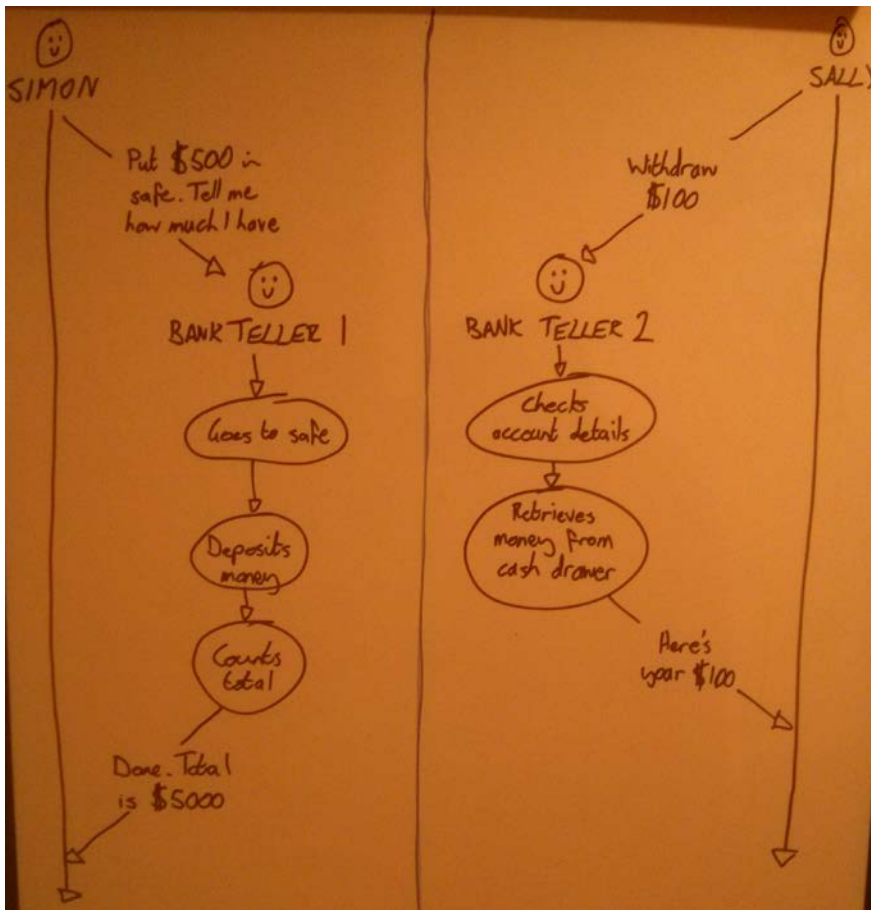 SIMON
Put $500 in
safe. Tell me
how much I have
BANK TELLER 1
Goes to safe
Deposits
money
Counts
total
Done. Total
is $5000
SALLY
Withdraw
$100
BANK TELLER 2
Checks
account details
Retrieves
money from
cash drawer
Here's
your $100